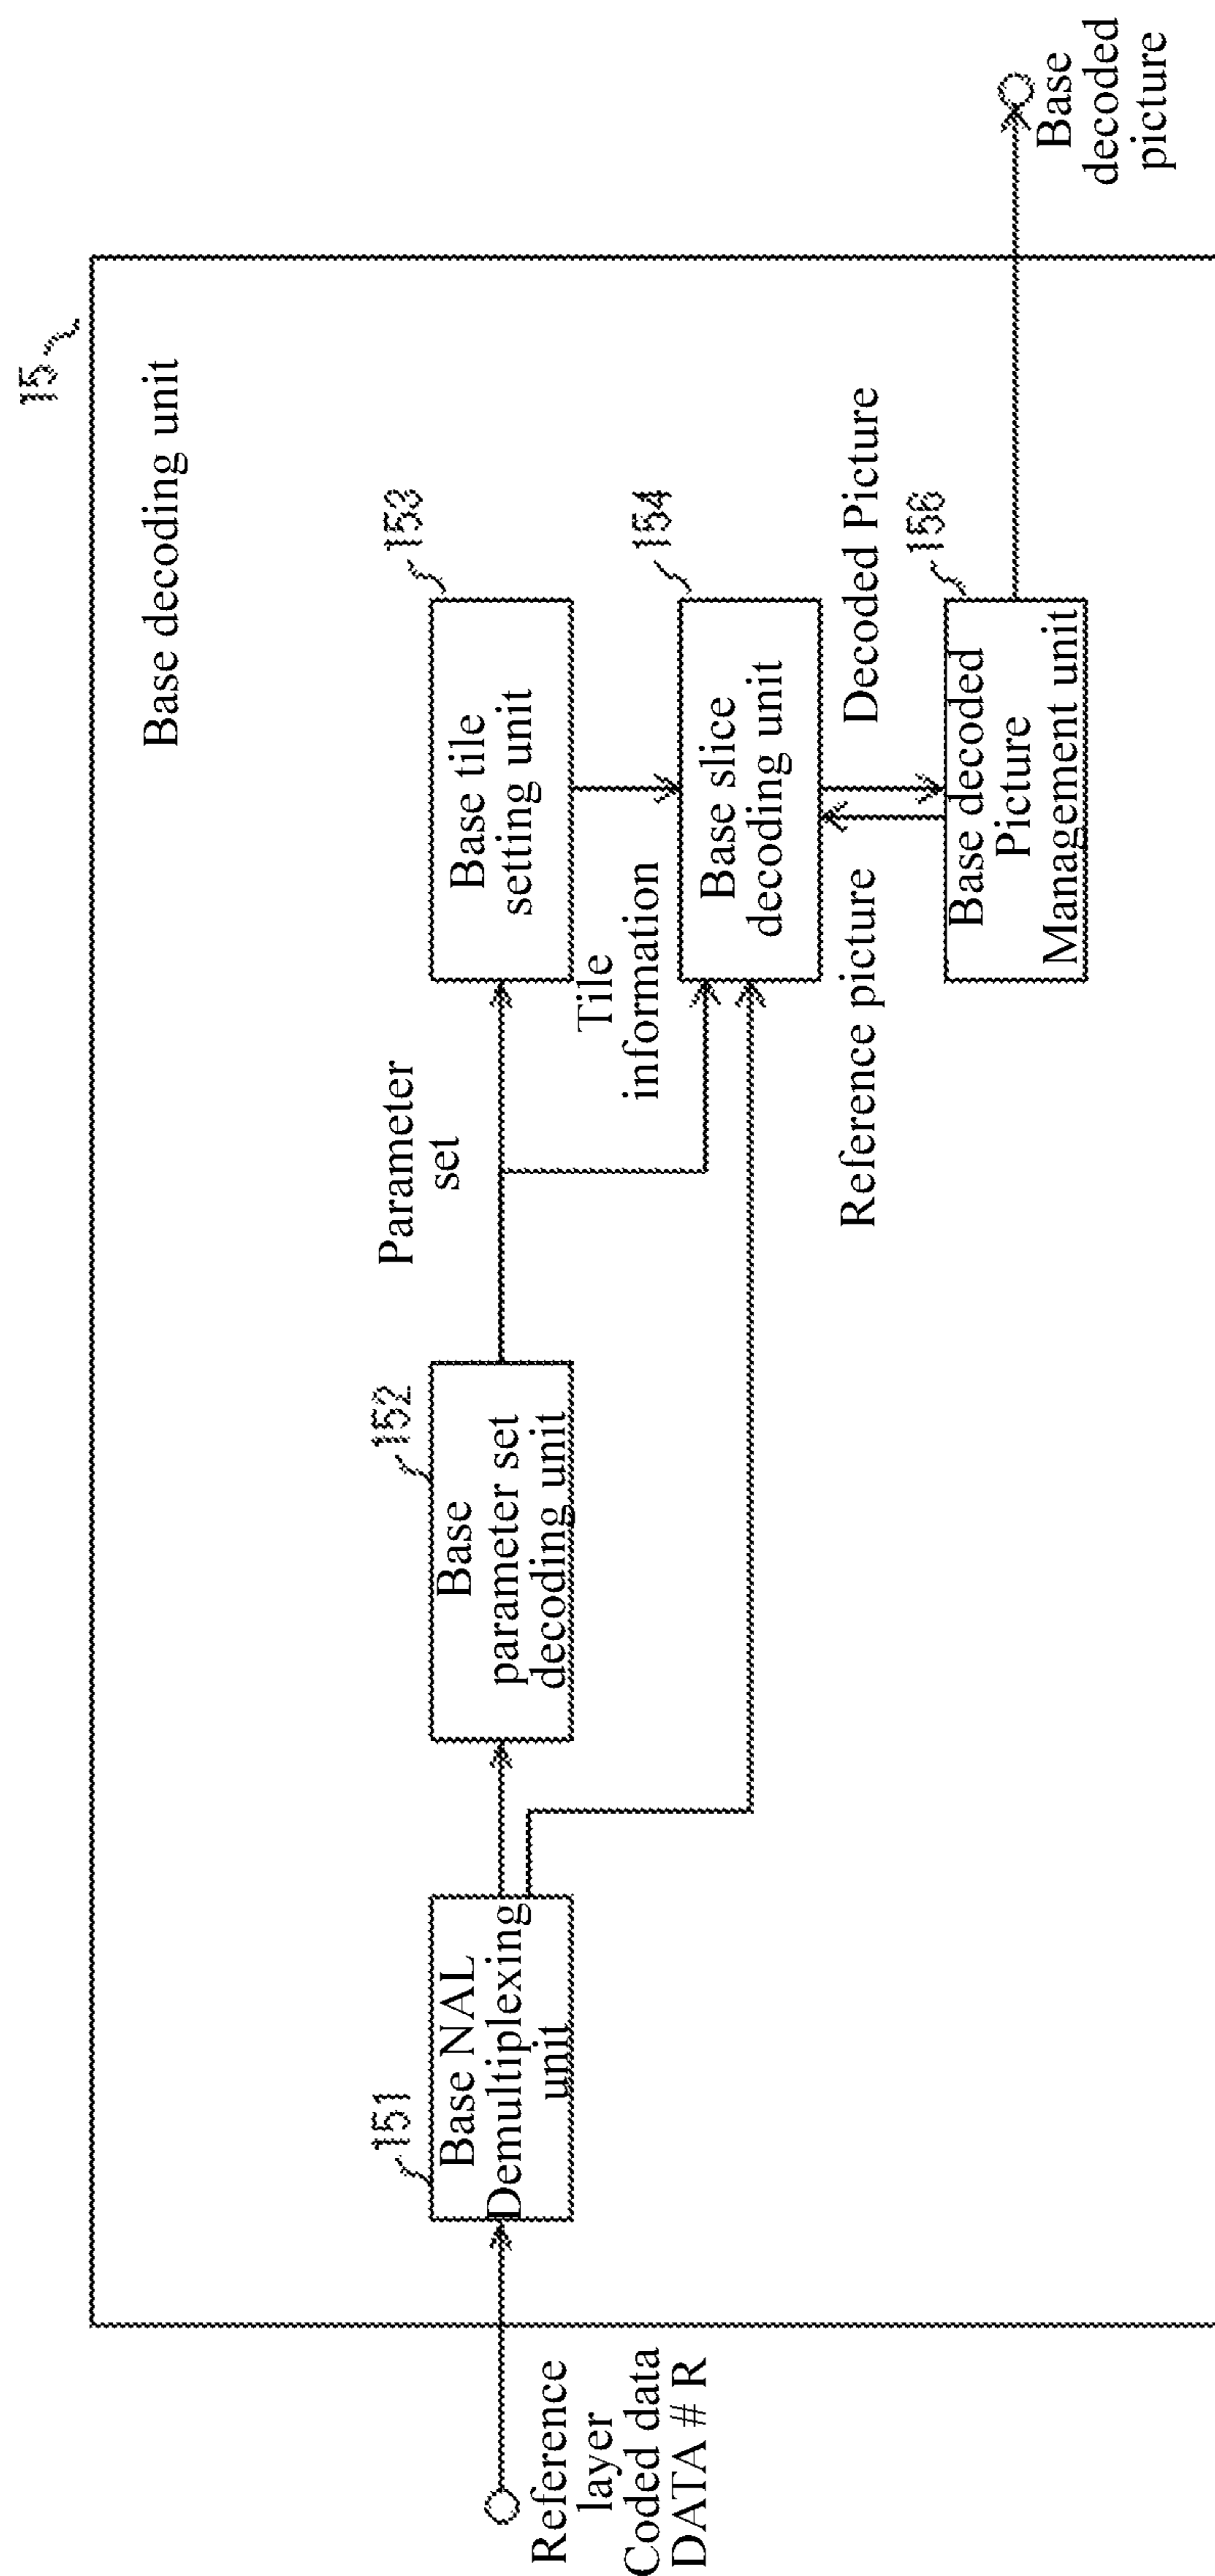 15
Base decoding unit
151
Base NAL
Demultiplexing
unit
152
Base
parameter set
decoding unit
Parameter
set
153
Base tile
setting unit
Tile
information
154
Base slice
decoding unit
Decoded Picture
Reference picture
156
Base decoded
Picture
Management unit
Reference
layer
Coded data
DATA # R
Base
decoded
picture